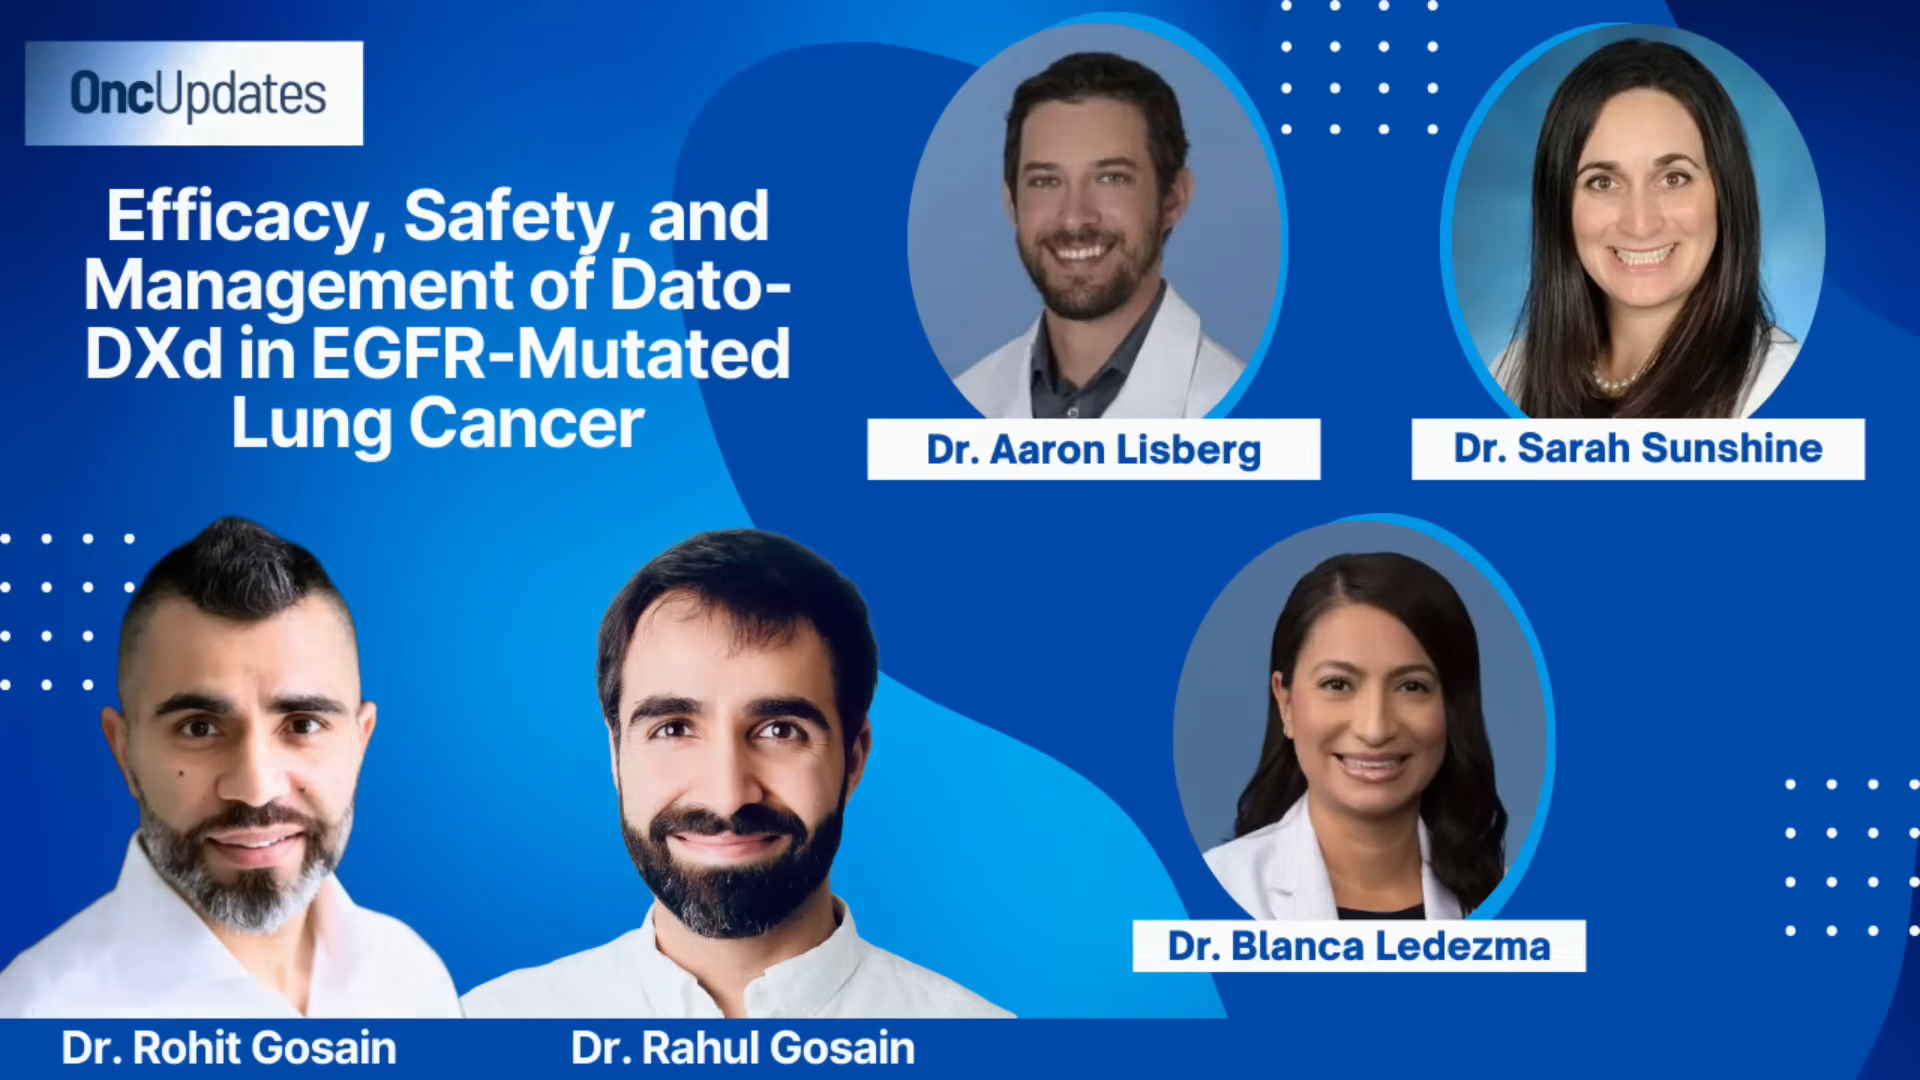 OncUpdates
Efficacy, Safety, and
Management of Dato-
DXd in EGFR-Mutated
Lung Cancer
Dr. Aaron Lisberg
Dr. Sarah Sunshine
Dr. Blanca Ledezma
Dr. Rohit Gosain
Dr. Rahul Gosain